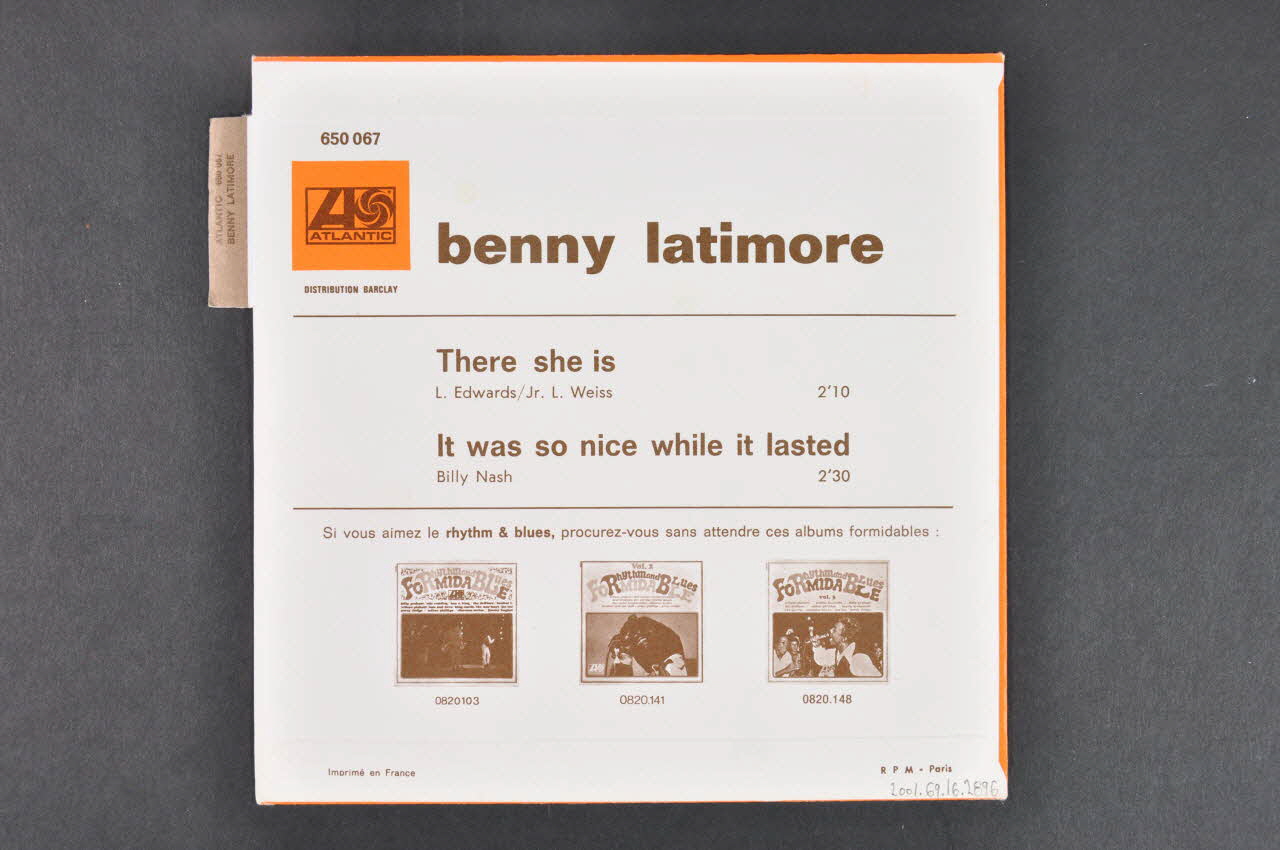 650 067
ATLANTIC 650 067
BENNY LATIMORE
ATLANTIC
benny latimore
DISTRIBUTION BARCLAY
There she is
L. Edwards/Jr. L. Weiss 2'10
It was so nice while it lasted
Billy Nash 2'30
Si vous aimez le rhythm & blues, procurez-vous sans attendre ces albums formidables :
Rhythm and Blues
FORMIDABLE
Vol. 2
Rhythm and Blues
FORMIDABLE
Rhythm and Blues
FORMIDABLE
vol. 3
0820103
0820.141
0820.148
Imprimé en France
R P M - Paris
2001.69.16.2896